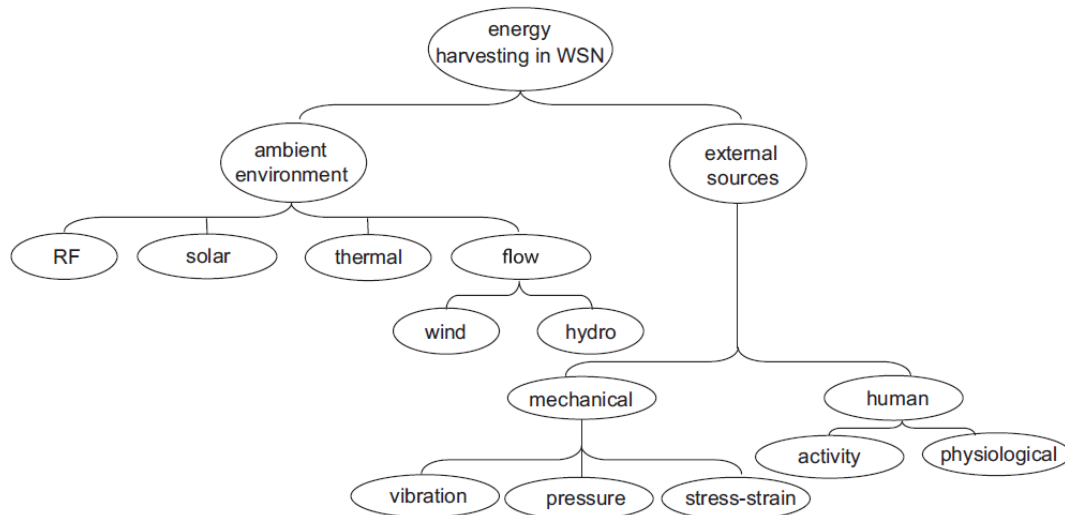 energy
harvesting in WSN
ambient
environment
external
sources
RF
solar
thermal
flow
wind
hydro
mechanical
human
activity
physiological
vibration
pressure
stress-strain